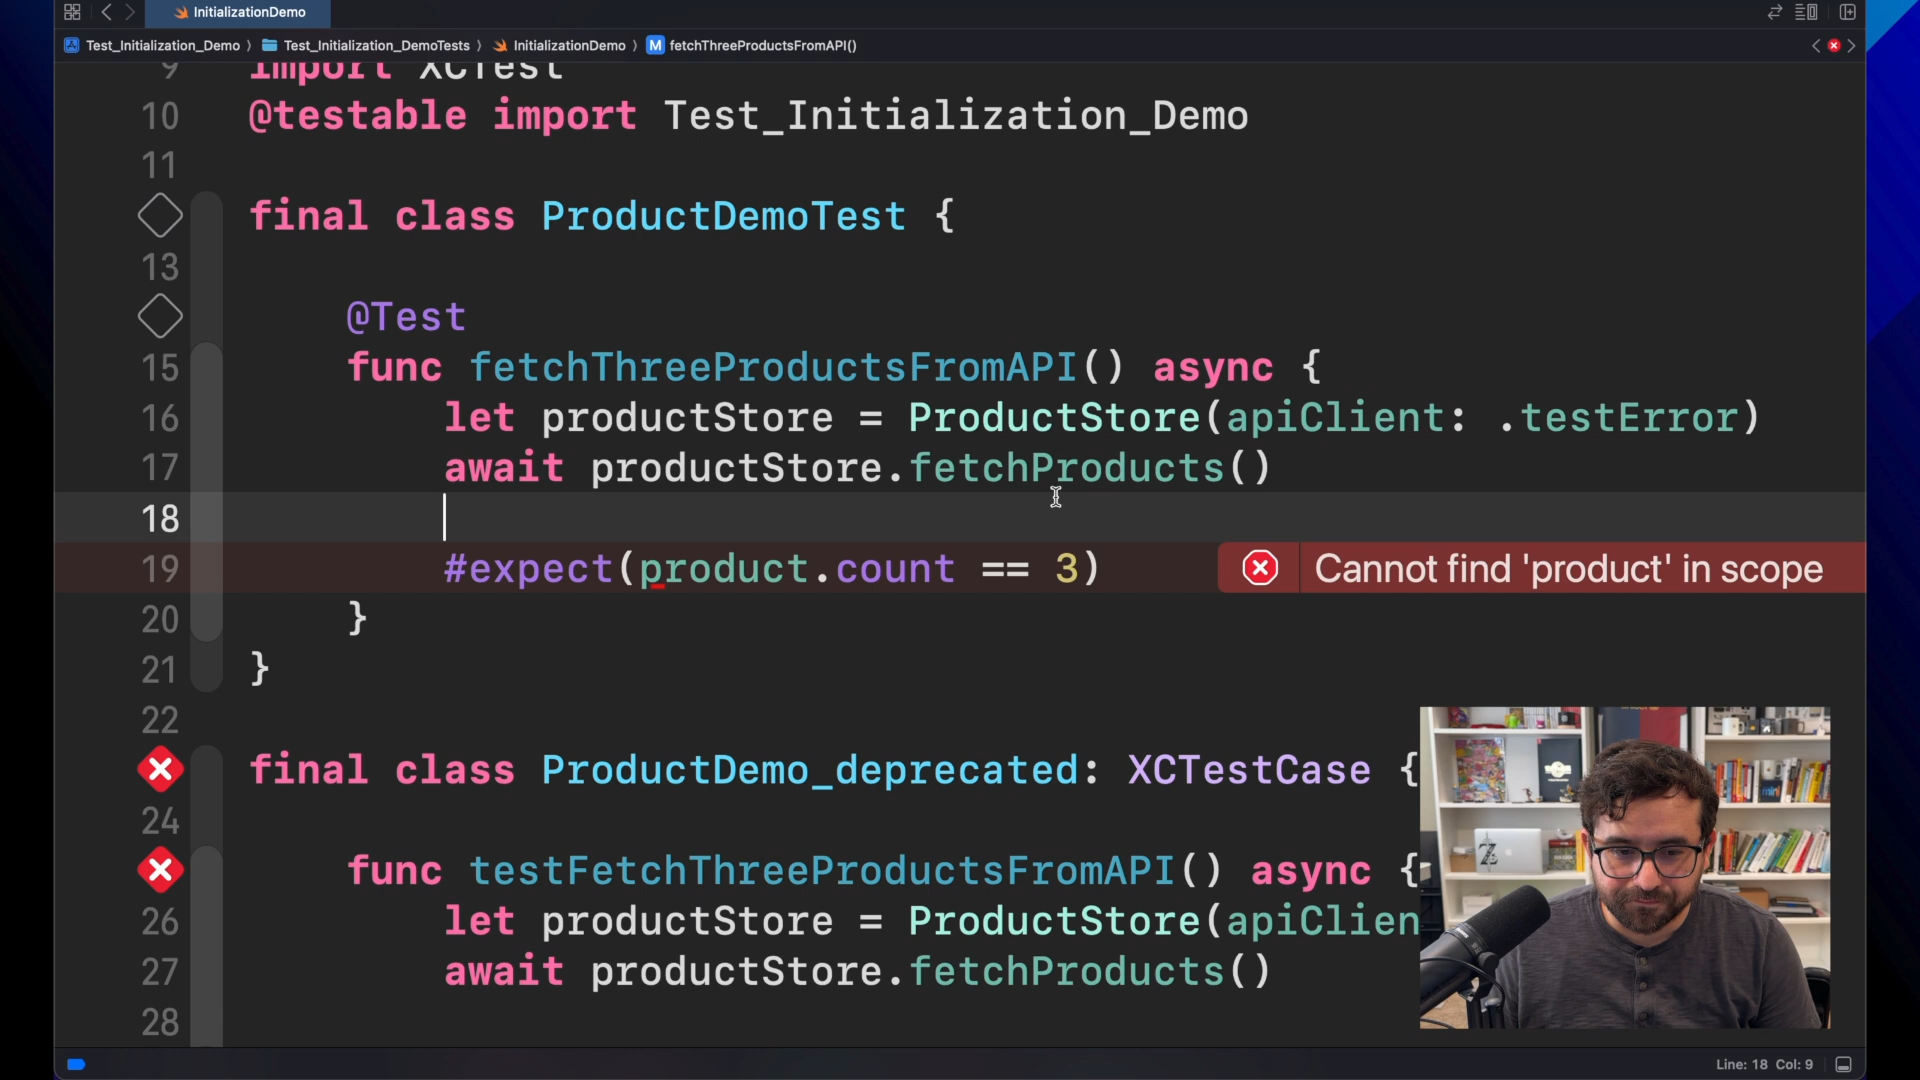 InitializationDemo
Test_Initialization_Demo 〉 Test_Initialization_DemoTests 〉 InitializationDemo 〉 M fetchThreeProductsFromAPI()
9 import XCTest
10 @testable import Test_Initialization_Demo
11
final class ProductDemoTest {
13
@Test
15 func fetchThreeProductsFromAPI() async {
16 let productStore = ProductStore(apiClient: .testError)
17 await productStore.fetchProducts()
18
19 #expect(product.count == 3) Cannot find 'product' in scope
20 }
21 }
22
final class ProductDemo_deprecated: XCTestCase {
24
func testFetchThreeProductsFromAPI() async {
26 let productStore = ProductStore(apiClien
27 await productStore.fetchProducts()
28
Line: 18 Col: 9